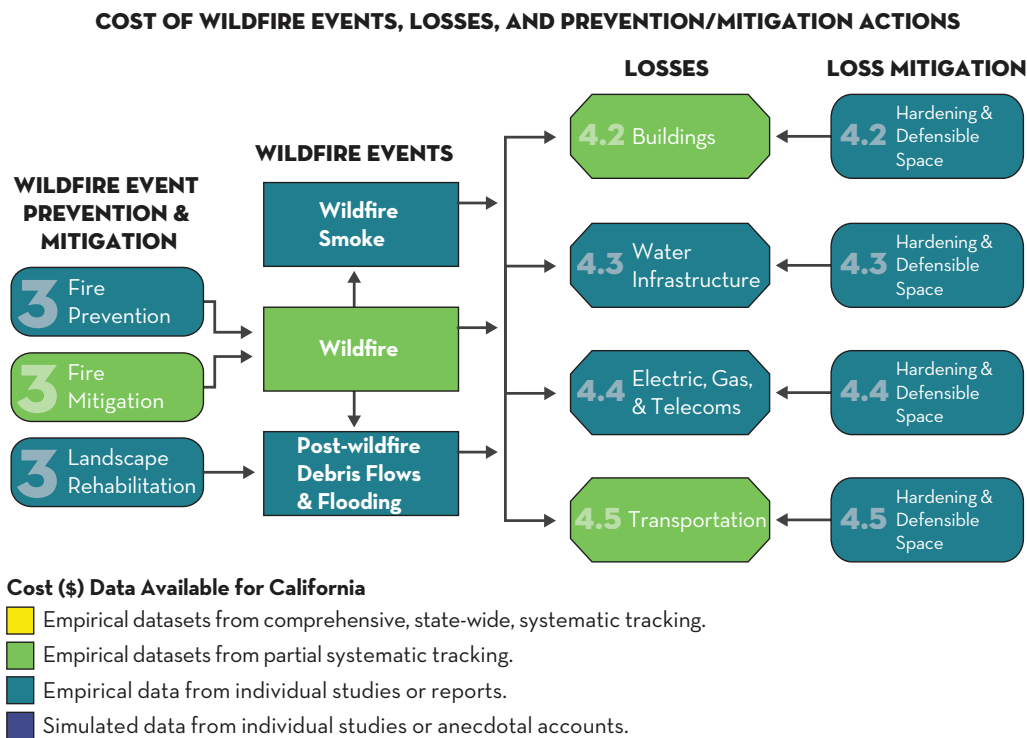 COST OF WILDFIRE EVENTS, LOSSES, AND PREVENTION/MITIGATION ACTIONS
WILDFIRE EVENT
PREVENTION &
MITIGATION
3 Fire
Prevention
3 Fire
Mitigation
3 Landscape
Rehabilitation
WILDFIRE EVENTS
Wildfire
Smoke
Wildfire
Post-wildfire
Debris Flows
& Flooding
LOSSES
4.2 Buildings
4.3 Water
Infrastructure
4.4 Electric, Gas,
& Telecoms
4.5 Transportation
LOSS MITIGATION
4.2 Hardening &
Defensible
Space
4.3 Hardening &
Defensible
Space
4.4 Hardening &
Defensible
Space
4.5 Hardening &
Defensible
Space
Cost ($) Data Available for California
Empirical datasets from comprehensive, state-wide, systematic tracking.
Empirical datasets from partial systematic tracking.
Empirical data from individual studies or reports.
Simulated data from individual studies or anecdotal accounts.